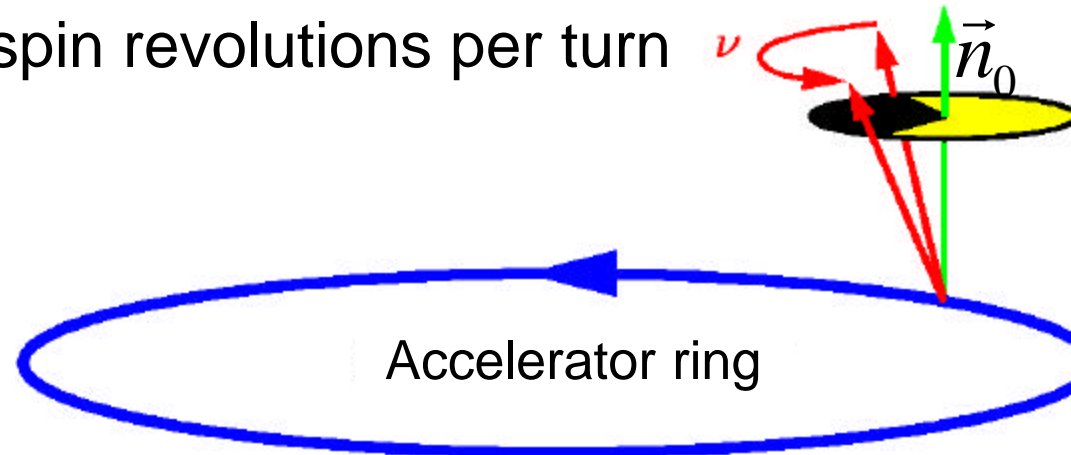 spin revolutions per turn
ν
n⃗₀
Accelerator ring